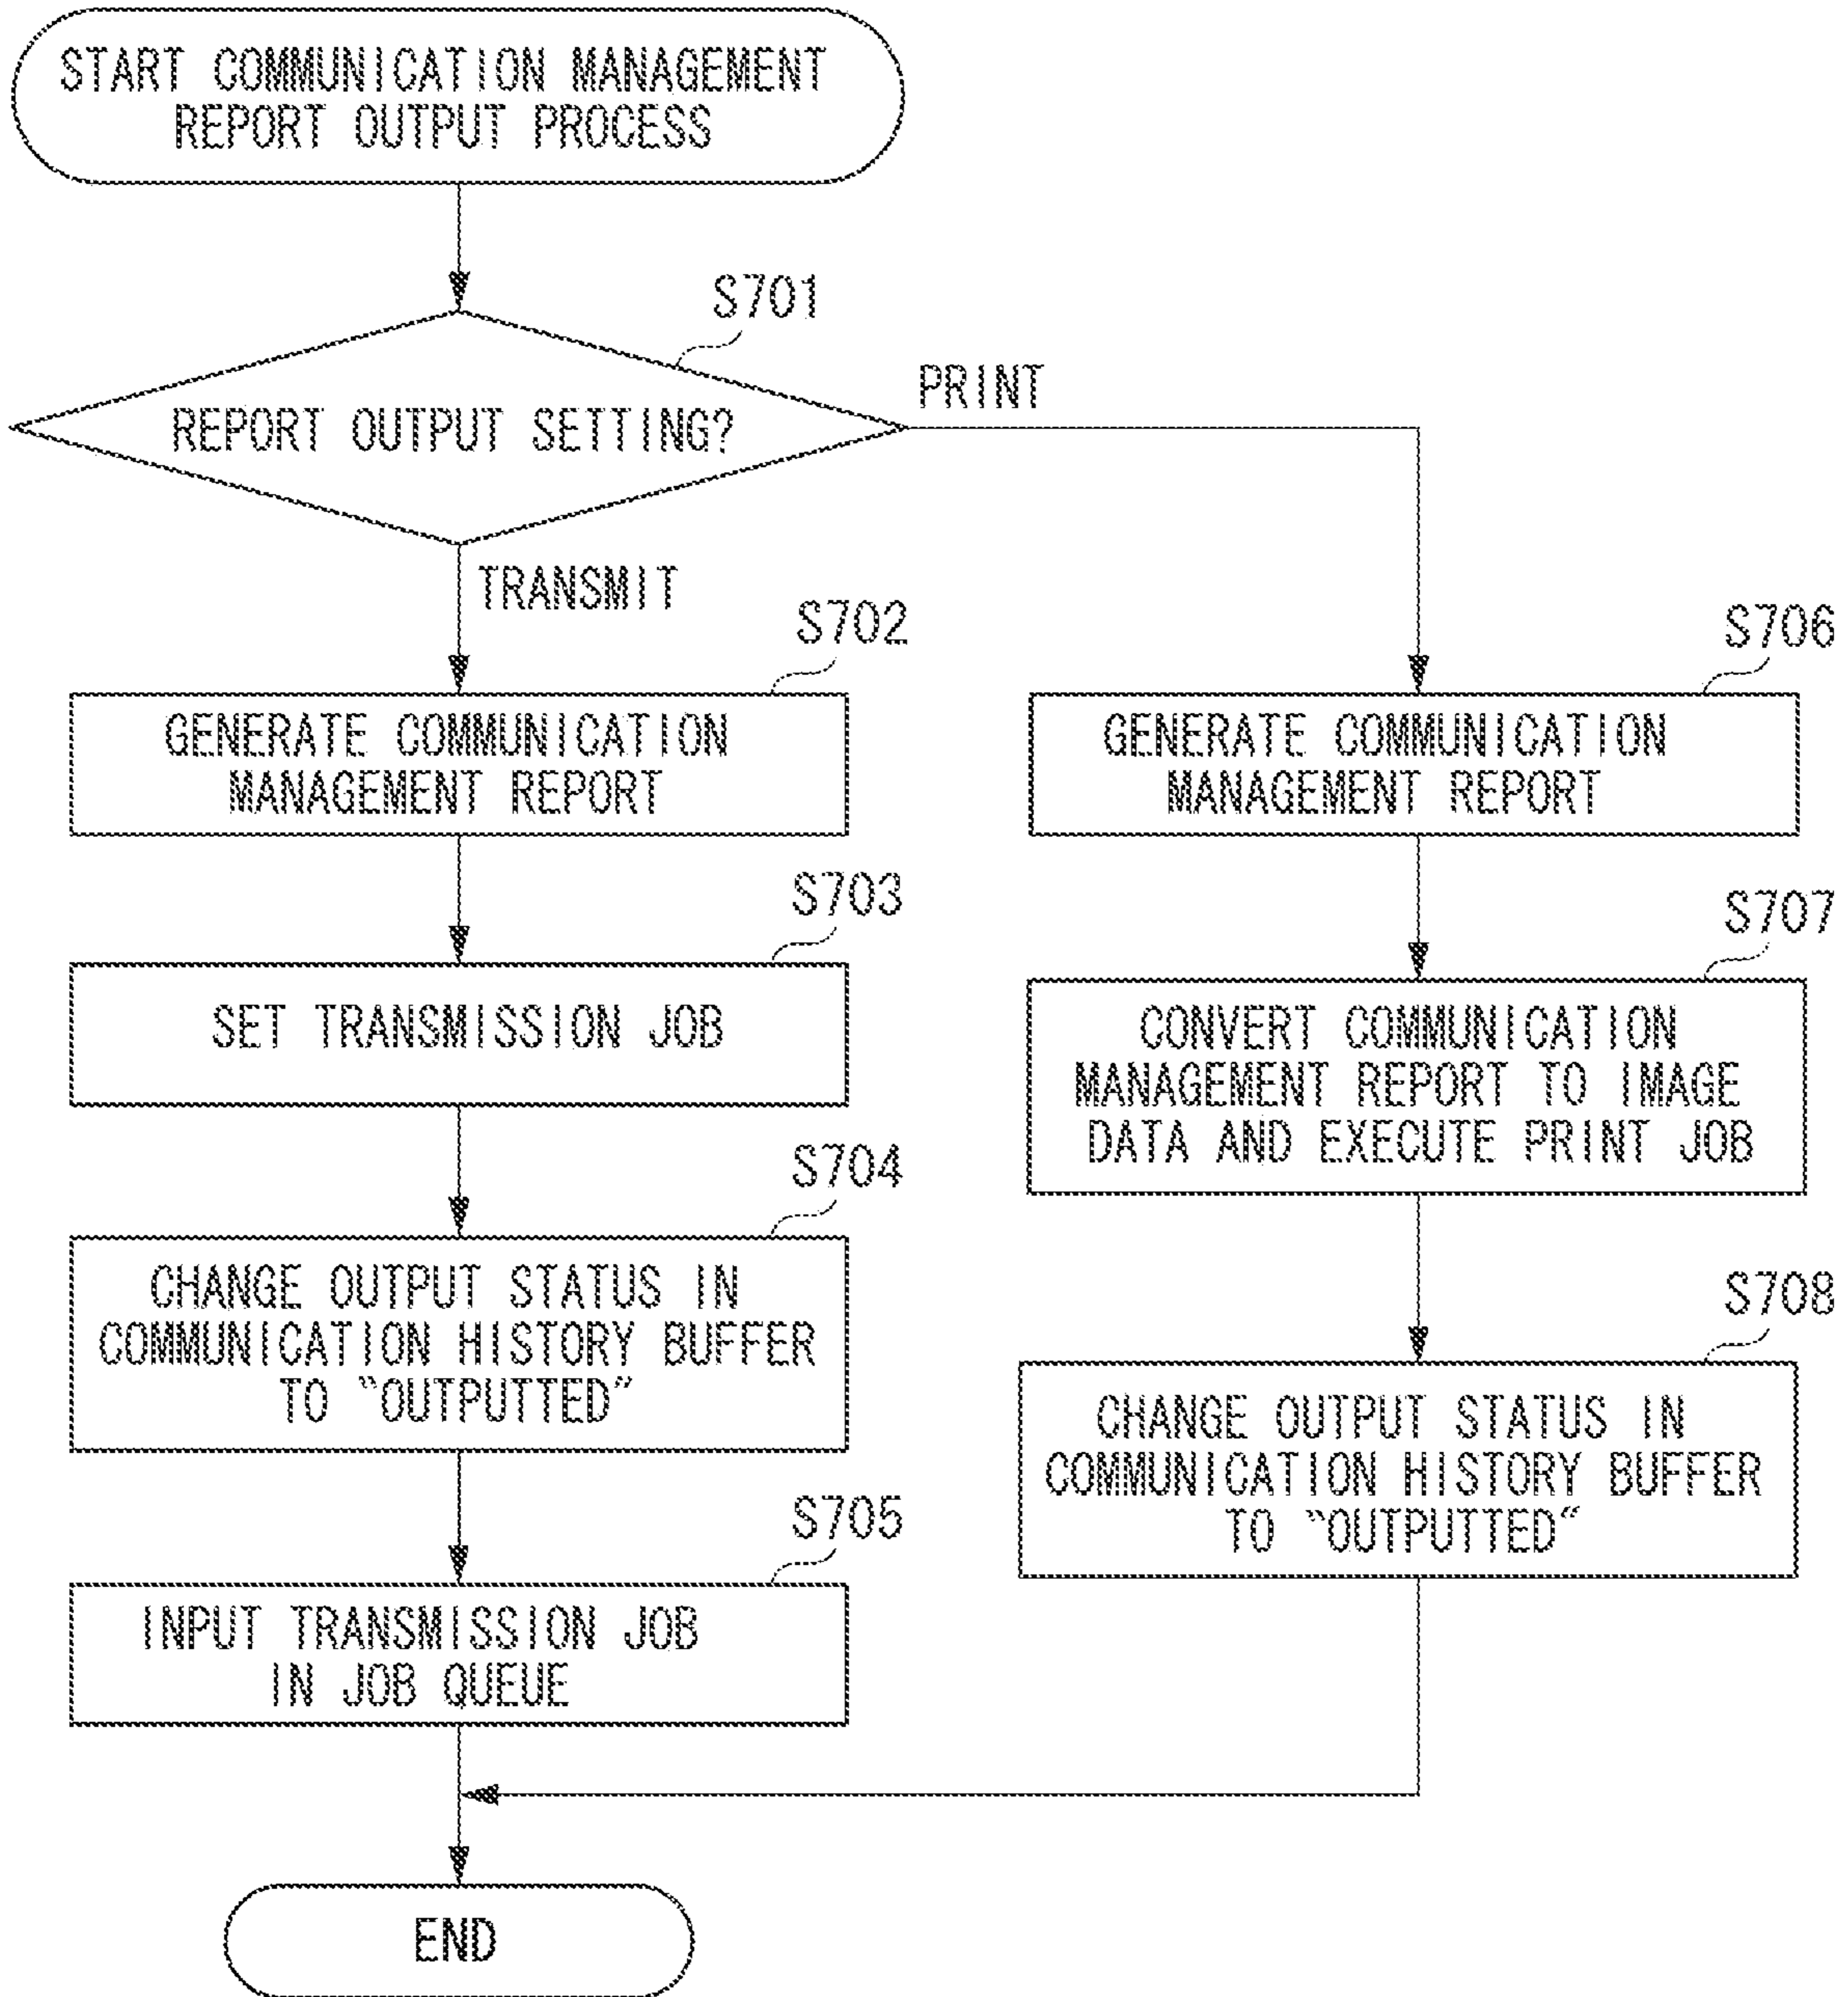 START COMMUNICATION MANAGEMENT
REPORT OUTPUT PROCESS
S701
REPORT OUTPUT SETTING?
PRINT
TRANSMIT
S702
GENERATE COMMUNICATION
MANAGEMENT REPORT
S703
SET TRANSMISSION JOB
S704
CHANGE OUTPUT STATUS IN
COMMUNICATION HISTORY BUFFER
TO “OUTPUTTED”
S705
INPUT TRANSMISSION JOB
IN JOB QUEUE
S706
GENERATE COMMUNICATION
MANAGEMENT REPORT
S707
CONVERT COMMUNICATION
MANAGEMENT REPORT TO IMAGE
DATA AND EXECUTE PRINT JOB
S708
CHANGE OUTPUT STATUS IN
COMMUNICATION HISTORY BUFFER
TO “OUTPUTTED”
END